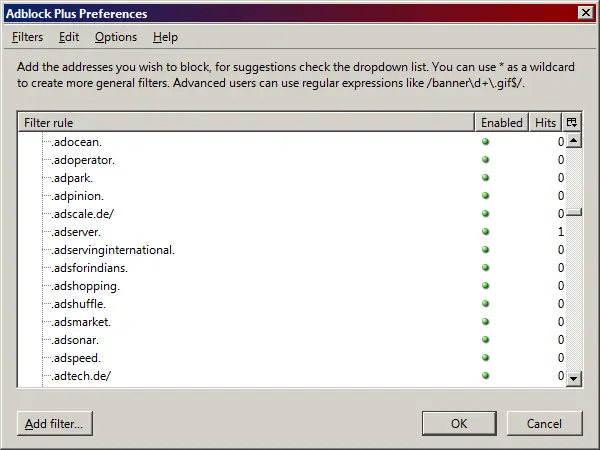 Adblock Plus Preferences
Filters Edit Options Help
Add the addresses you wish to block, for suggestions check the dropdown list. You can use * as a wildcard
to create more general filters. Advanced users can use regular expressions like /banner\d+\.gif$/.
Filter rule Enabled Hits
.adocean. 0
.adoperator. 0
.adpark. 0
.adpinion. 0
.adscale.de/ 0
.adserver. 1
.adservinginternational. 0
.adsforindians. 0
.adshopping. 0
.adshuffle. 0
.adsmarket. 0
.adsonar. 0
.adspeed. 0
.adtech.de/ 0
Add filter... OK Cancel